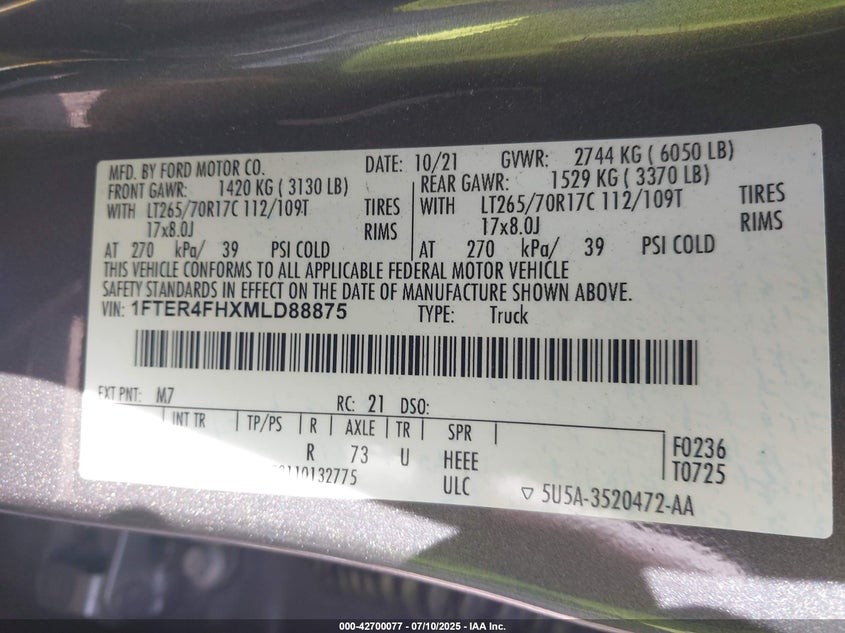 MFD. BY FORD MOTOR CO. DATE: 10/21 GVWR: 2744 KG ( 6050 LB)
FRONT GAWR: 1420 KG ( 3130 LB) REAR GAWR: 1529 KG ( 3370 LB)
WITH LT265/70R17C 112/109T TIRES WITH LT265/70R17C 112/109T TIRES
17x8.0J RIMS 17x8.0J RIMS
AT 270 kPa/ 39 PSI COLD AT 270 kPa/ 39 PSI COLD
THIS VEHICLE CONFORMS TO ALL APPLICABLE FEDERAL MOTOR VEHICLE
SAFETY STANDARDS IN EFFECT ON THE DATE OF MANUFACTURE SHOWN ABOVE.
VIN: 1FTER4FHXMLD88875 TYPE: Truck
EXT PNT: M7 RC: 21 DSO:
INT TR TP/PS R AXLE TR SPR
R 73 U HEEE F0236
ULC T0725
5U5A-3520472-AA
000-42700077 - 07/10/2025 - IAA Inc.